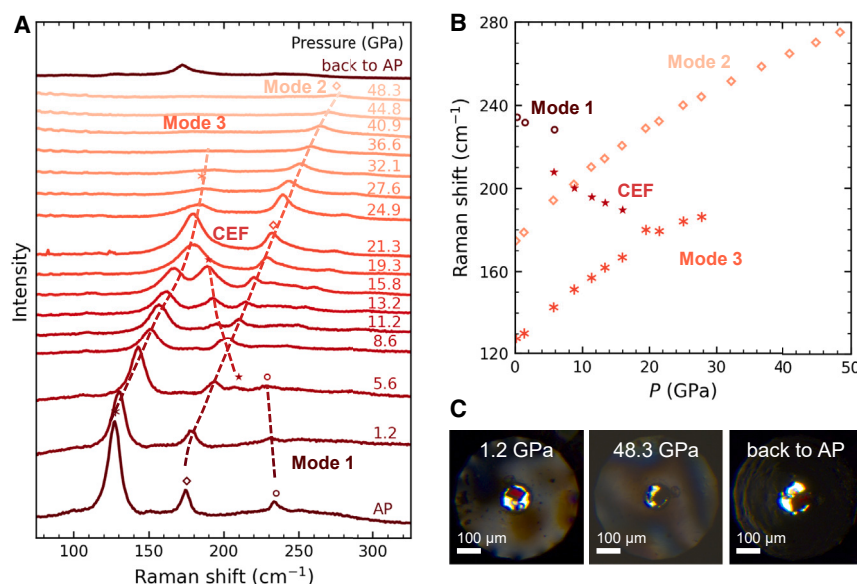 A
Pressure (GPa)
back to AP
Mode 2
48.3
44.8
Mode 3
40.9
36.6
32.1
27.6
24.9
CEF
21.3
19.3
15.8
13.2
11.2
8.6
5.6
1.2
Mode 1
AP
Intensity
100 150 200 250 300
Raman shift (cm⁻¹)
B
280
240
200
160
120
Raman shift (cm⁻¹)
Mode 2
Mode 1
CEF
Mode 3
0 10 20 30 40 50
P (GPa)
C
1.2 GPa
100 µm
48.3 GPa
100 µm
back to AP
100 µm